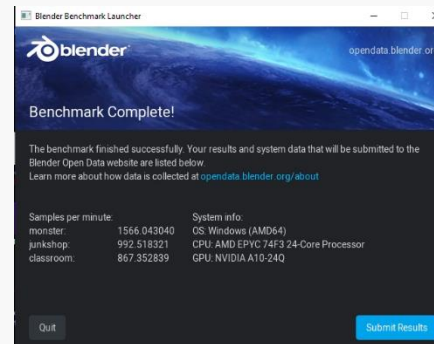 Blender Benchmark Launcher
blender
opendata.blender.or
Benchmark Complete!
The benchmark finished successfully. Your results and system data that will be submitted to the
Blender Open Data website are listed below.
Learn more about how data is collected at opendata.blender.org/about
Samples per minute:
monster: 1566.043040
junkshop: 992.518321
classroom: 867.352839
System info:
OS: Windows (AMD64)
CPU: AMD EPYC 74F3 24-Core Processor
GPU: NVIDIA A10-24Q
Quit
Submit Results